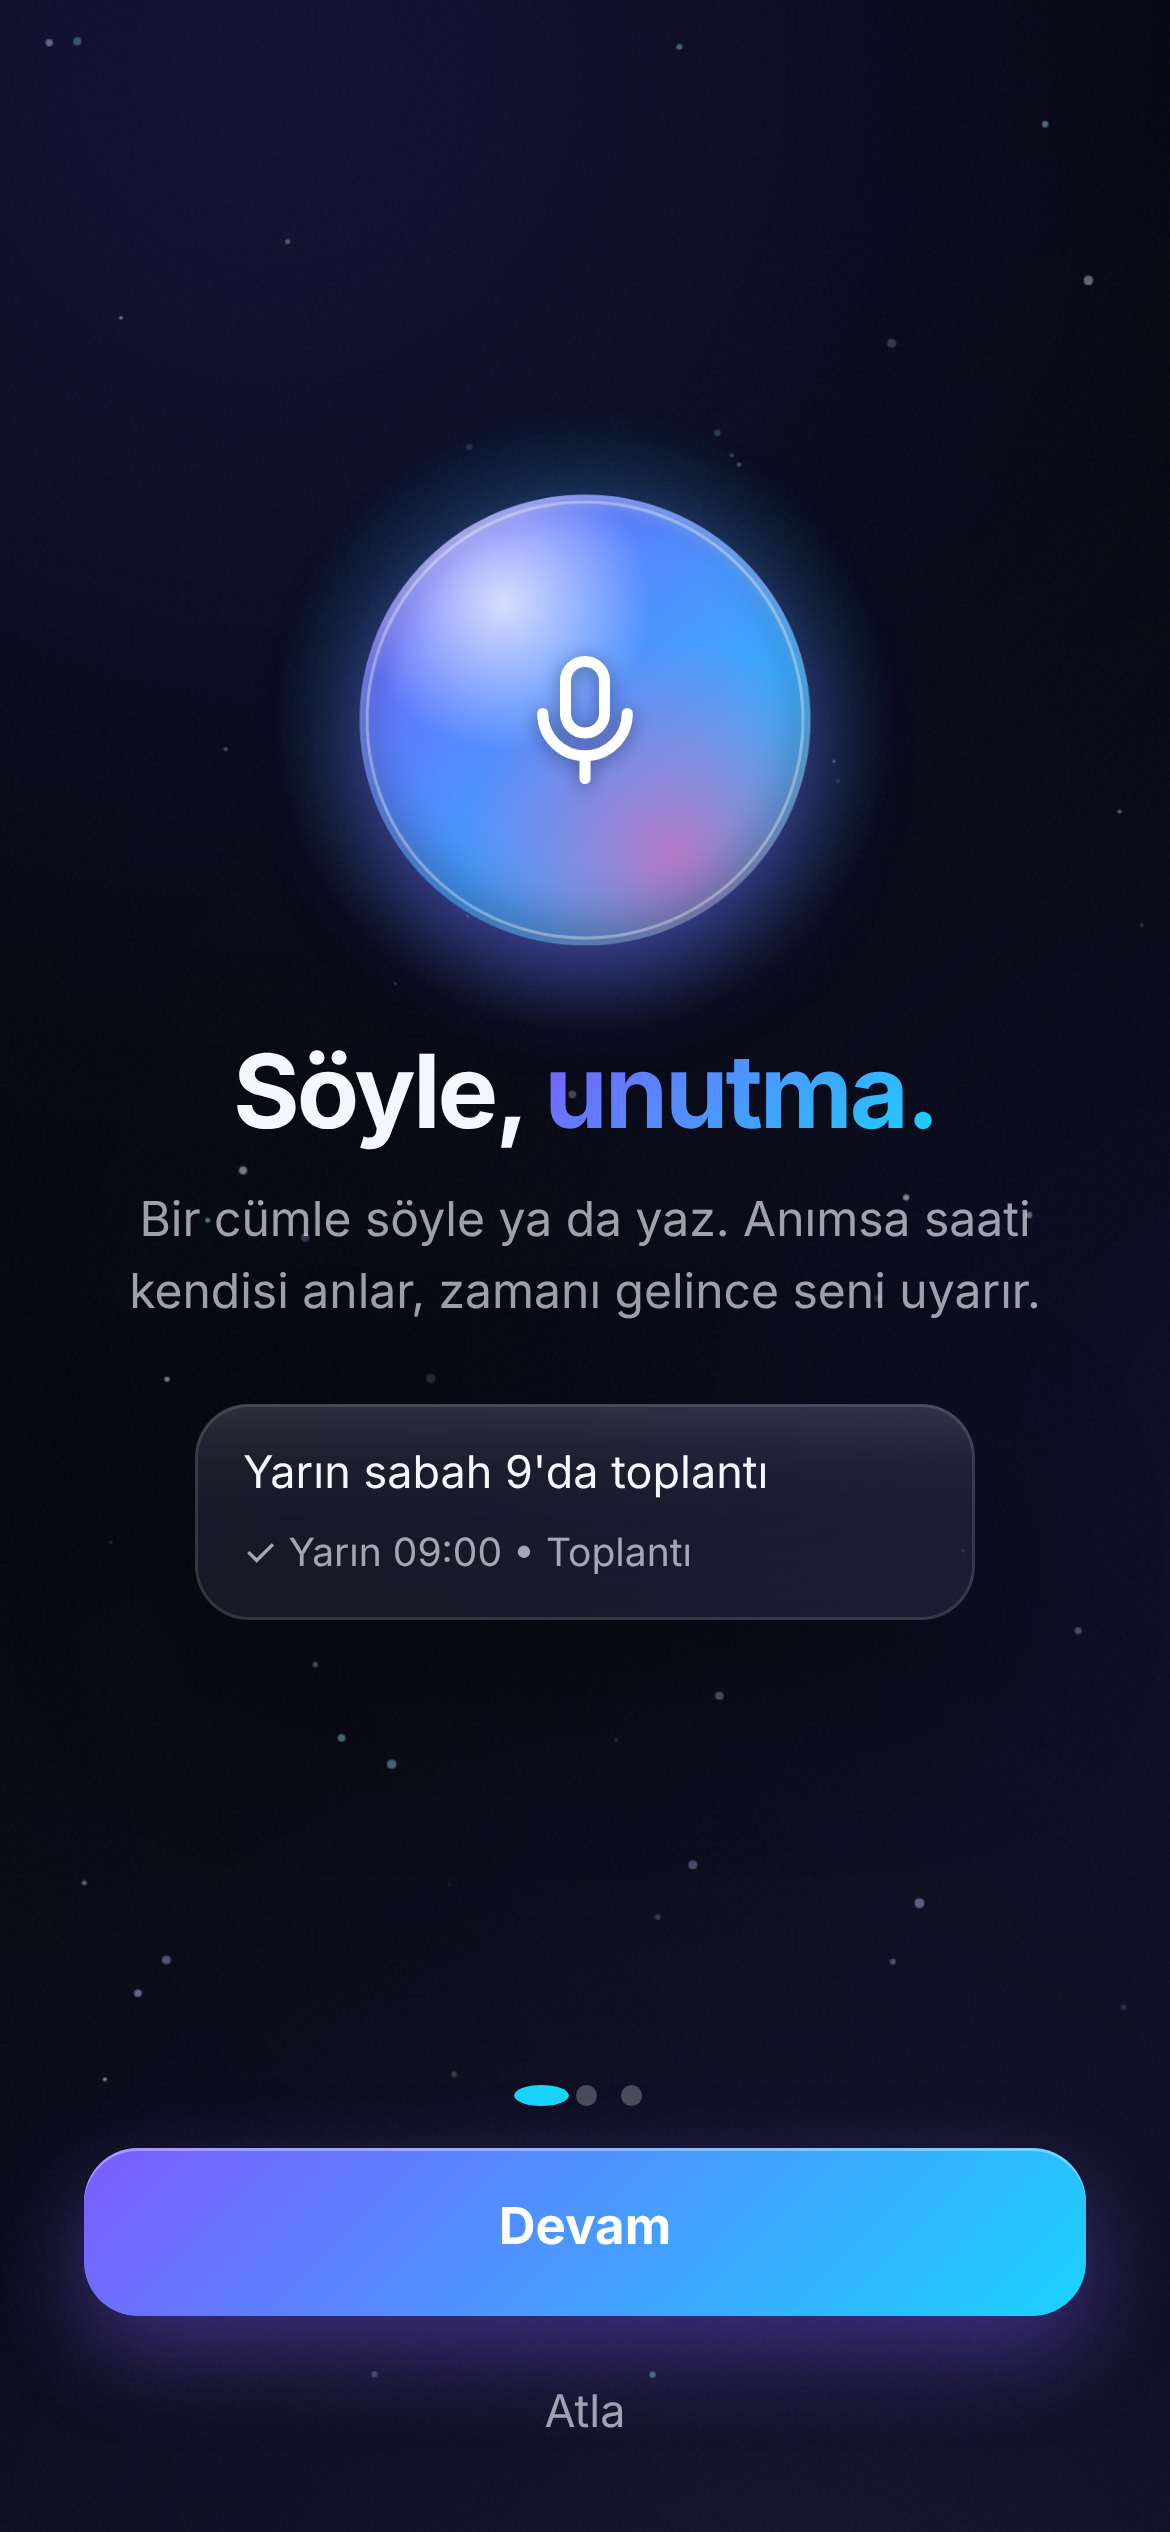 Söyle, unutma.
Bir cümle söyle ya da yaz. Anımsa saati
kendisi anlar, zamanı gelince seni uyarır.
Yarın sabah 9'da toplantı
✓ Yarın 09:00 • Toplantı
Devam
Atla